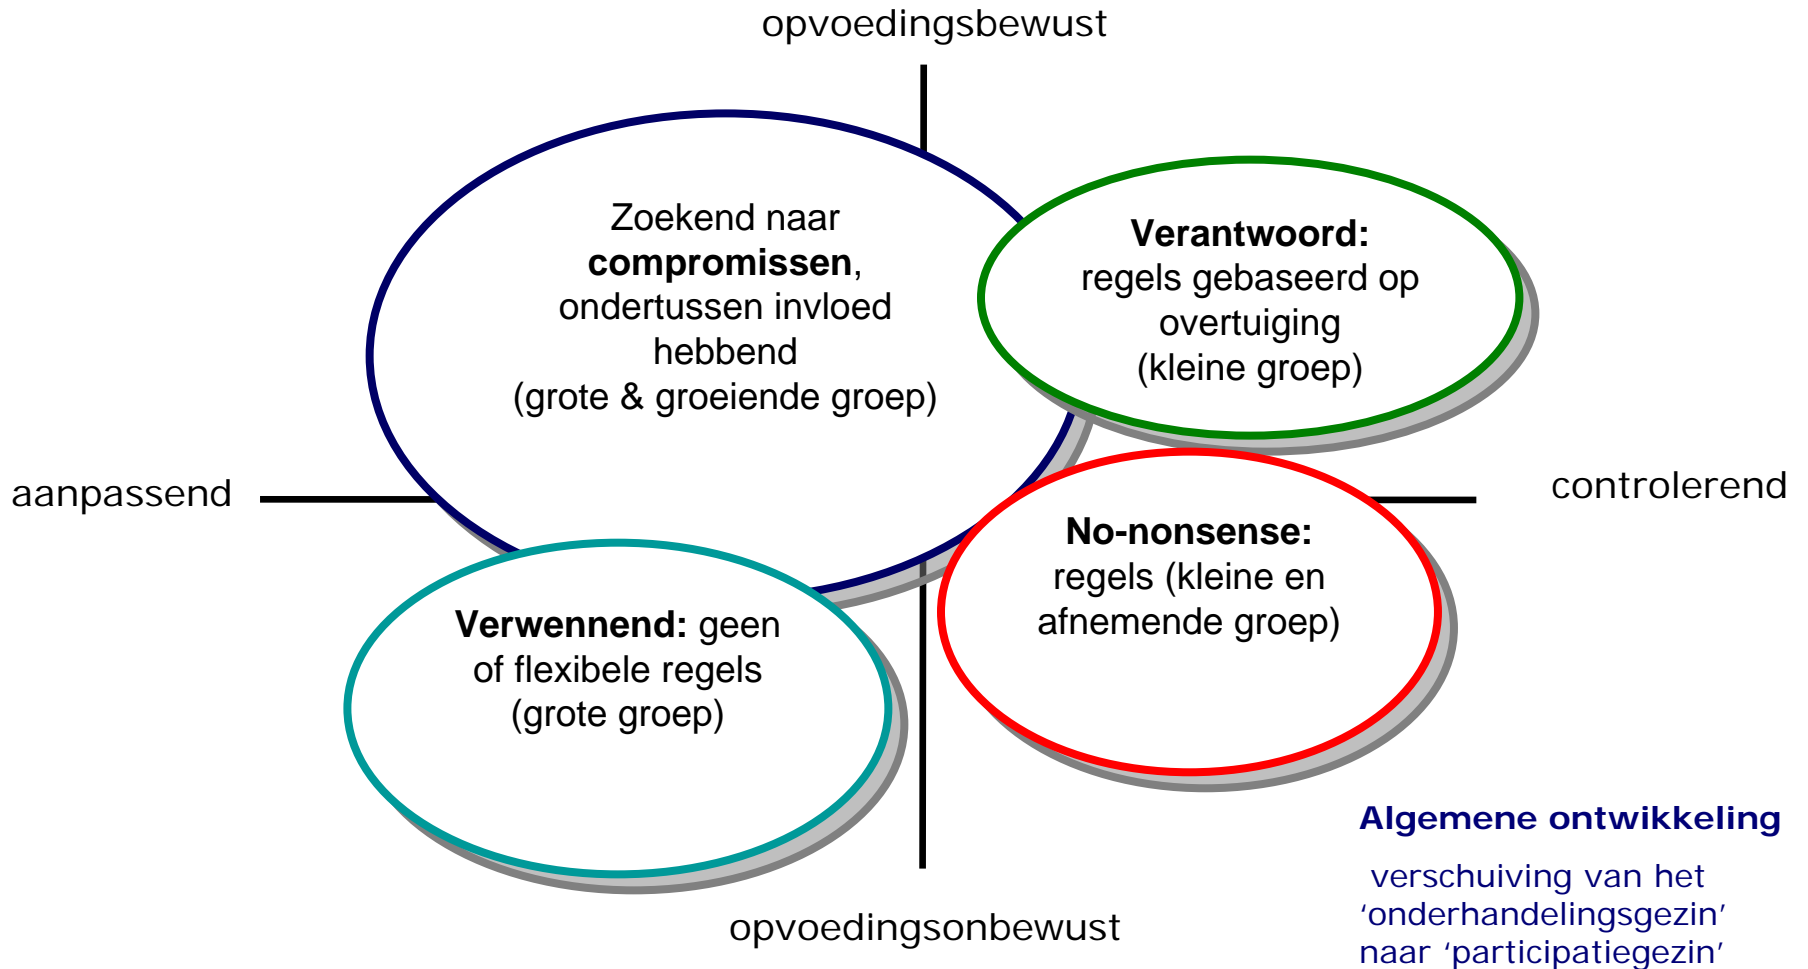 opvoedingsbewust
Zoekend naar
compromissen,
ondertussen invloed
hebbend
(grote & groeiende groep)
Verantwoord:
regels gebaseerd op
overtuiging
(kleine groep)
aanpassend
controlerend
No-nonsense:
regels (kleine en
afnemende groep)
Verwennend: geen
of flexibele regels
(grote groep)
opvoedingsonbewust
Algemene ontwikkeling
verschuiving van het
‘onderhandelingsgezin’
naar ‘participatiegezin’